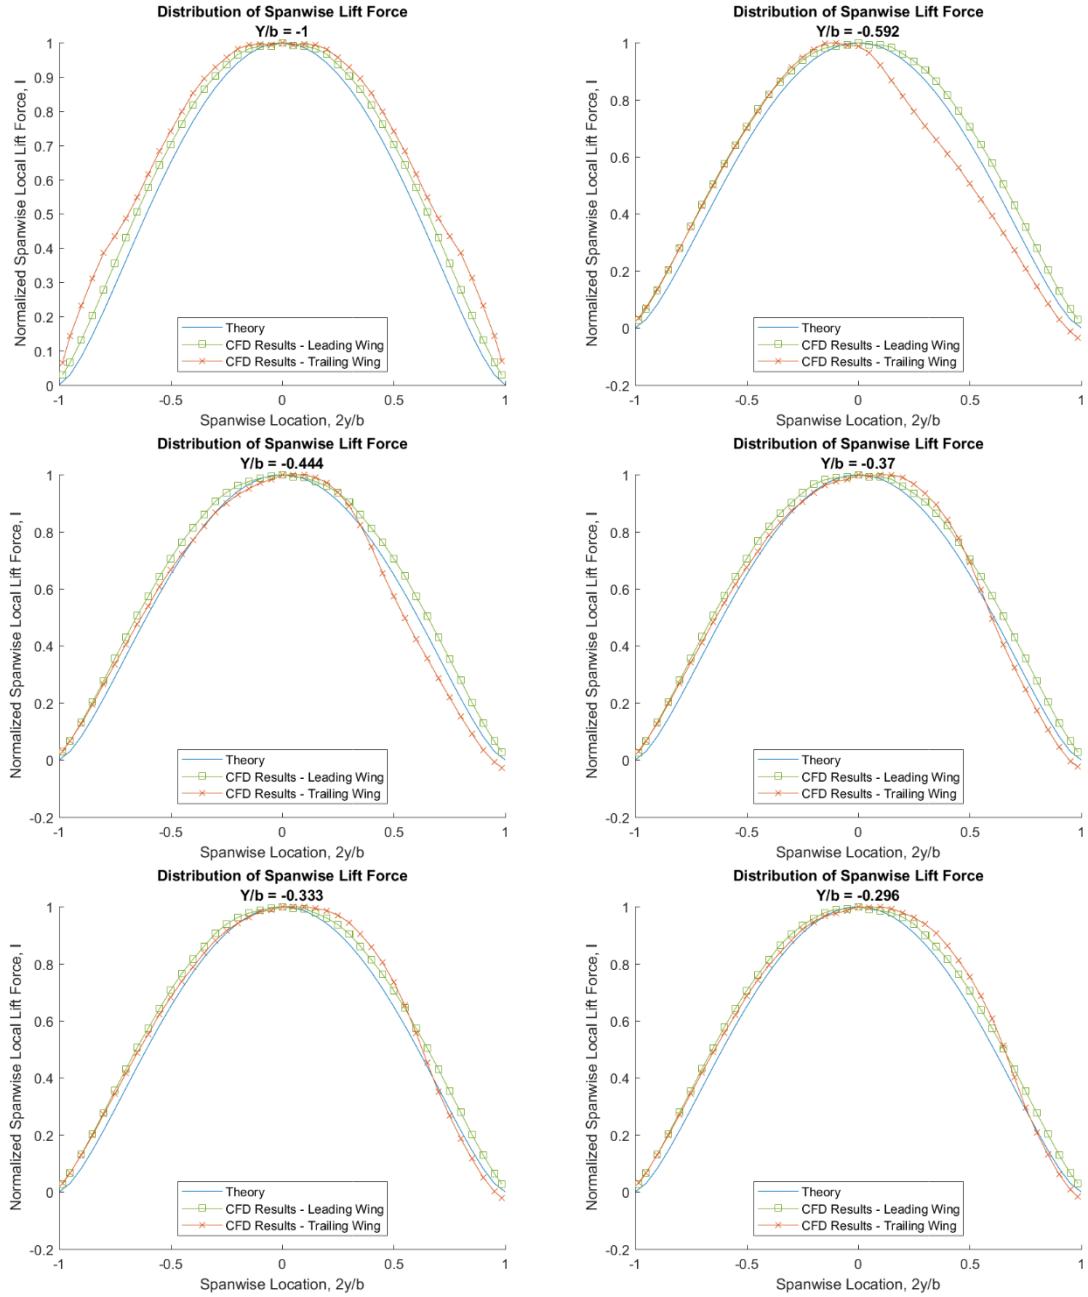 Distribution of Spanwise Lift Force
Y/b = -1
Normalized Spanwise Local Lift Force, l
1
0.9
0.8
0.7
0.6
0.5
0.4
0.3
0.2
0.1
0
Theory
CFD Results - Leading Wing
CFD Results - Trailing Wing
-1 -0.5 0 0.5 1
Spanwise Location, 2y/b
Distribution of Spanwise Lift Force
Y/b = -0.592
Normalized Spanwise Local Lift Force, l
1
0.8
0.6
0.4
0.2
0
-0.2
Theory
CFD Results - Leading Wing
CFD Results - Trailing Wing
-1 -0.5 0 0.5 1
Spanwise Location, 2y/b
Distribution of Spanwise Lift Force
Y/b = -0.444
Normalized Spanwise Local Lift Force, l
1
0.8
0.6
0.4
0.2
0
-0.2
Theory
CFD Results - Leading Wing
CFD Results - Trailing Wing
-1 -0.5 0 0.5 1
Spanwise Location, 2y/b
Distribution of Spanwise Lift Force
Y/b = -0.37
Normalized Spanwise Local Lift Force, l
1
0.8
0.6
0.4
0.2
0
-0.2
Theory
CFD Results - Leading Wing
CFD Results - Trailing Wing
-1 -0.5 0 0.5 1
Spanwise Location, 2y/b
Distribution of Spanwise Lift Force
Y/b = -0.333
Normalized Spanwise Local Lift Force, l
1
0.8
0.6
0.4
0.2
0
-0.2
Theory
CFD Results - Leading Wing
CFD Results - Trailing Wing
-1 -0.5 0 0.5 1
Spanwise Location, 2y/b
Distribution of Spanwise Lift Force
Y/b = -0.296
Normalized Spanwise Local Lift Force, l
1
0.8
0.6
0.4
0.2
0
-0.2
Theory
CFD Results - Leading Wing
CFD Results - Trailing Wing
-1 -0.5 0 0.5 1
Spanwise Location, 2y/b